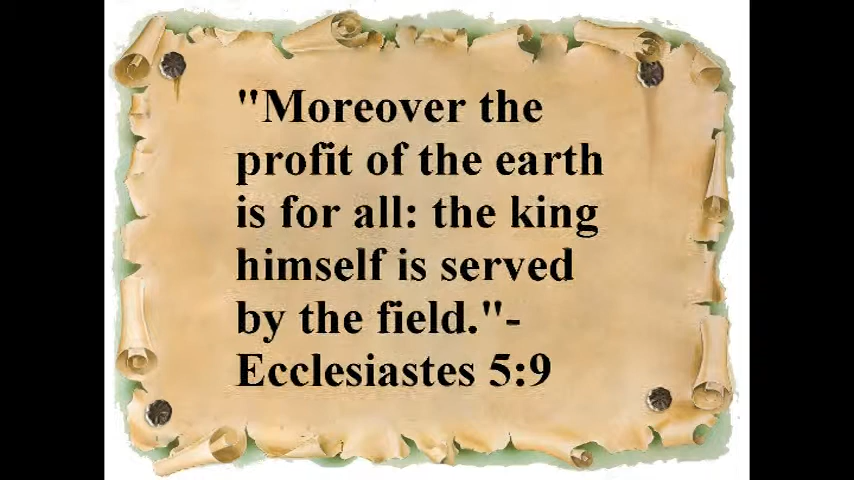 "Moreover the
profit of the earth
is for all: the king
himself is served
by the field."-
Ecclesiastes 5:9